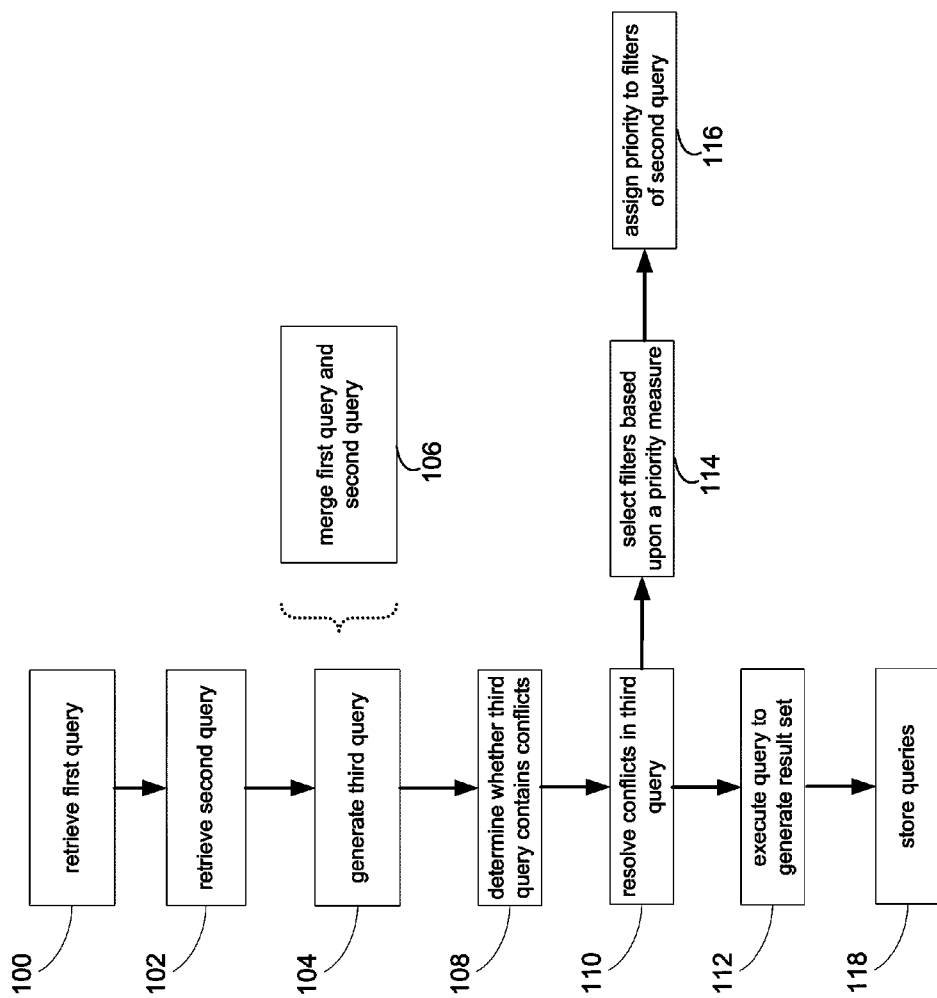 100
retrieve first query
102
retrieve second query
104
generate third query
merge first query and
second query
106
108
determine whether third
query contains conflicts
110
resolve conflicts in third
query
select filters based
upon a priority measure
114
assign priority to filters
of second query
116
112
execute query to
generate result set
118
store queries